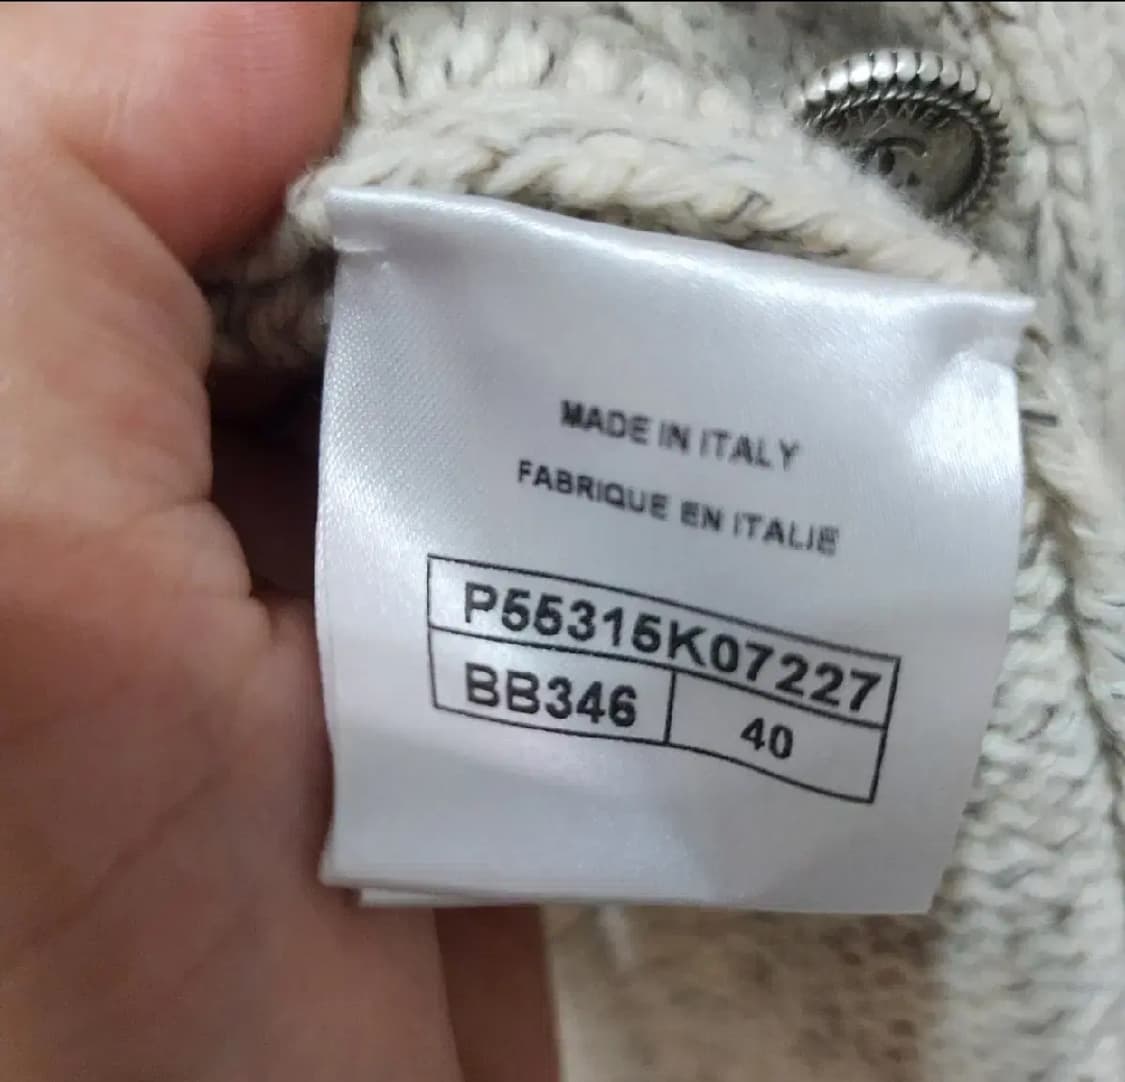 MADE IN ITALY
FABRIQUE EN ITALIE
P55315K07227
BB346 40